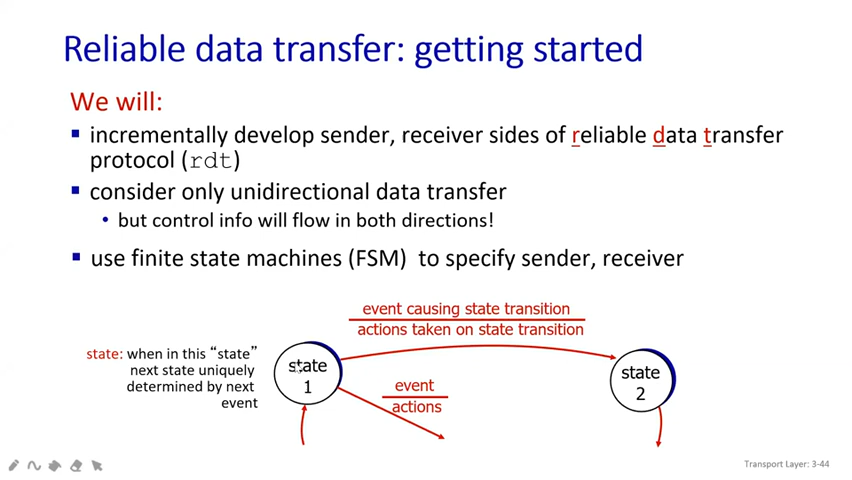 Reliable data transfer: getting started
We will:
▪ incrementally develop sender, receiver sides of reliable data transfer
protocol (rdt)
▪ consider only unidirectional data transfer
• but control info will flow in both directions!
▪ use finite state machines (FSM) to specify sender, receiver
event causing state transition
actions taken on state transition
state: when in this “state”
next state uniquely
determined by next
event
state
1
event
actions
state
2
Transport Layer: 3-44